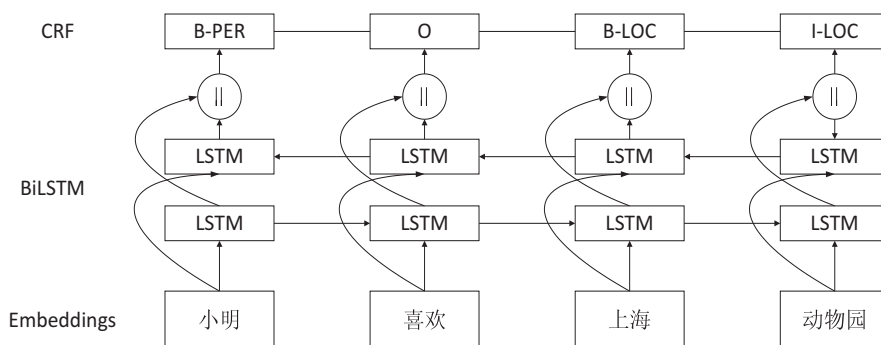 CRF B-PER O B-LOC I-LOC
|| || || ||
LSTM LSTM LSTM LSTM
BiLSTM
LSTM LSTM LSTM LSTM
Embeddings 小明 喜欢 上海 动物园